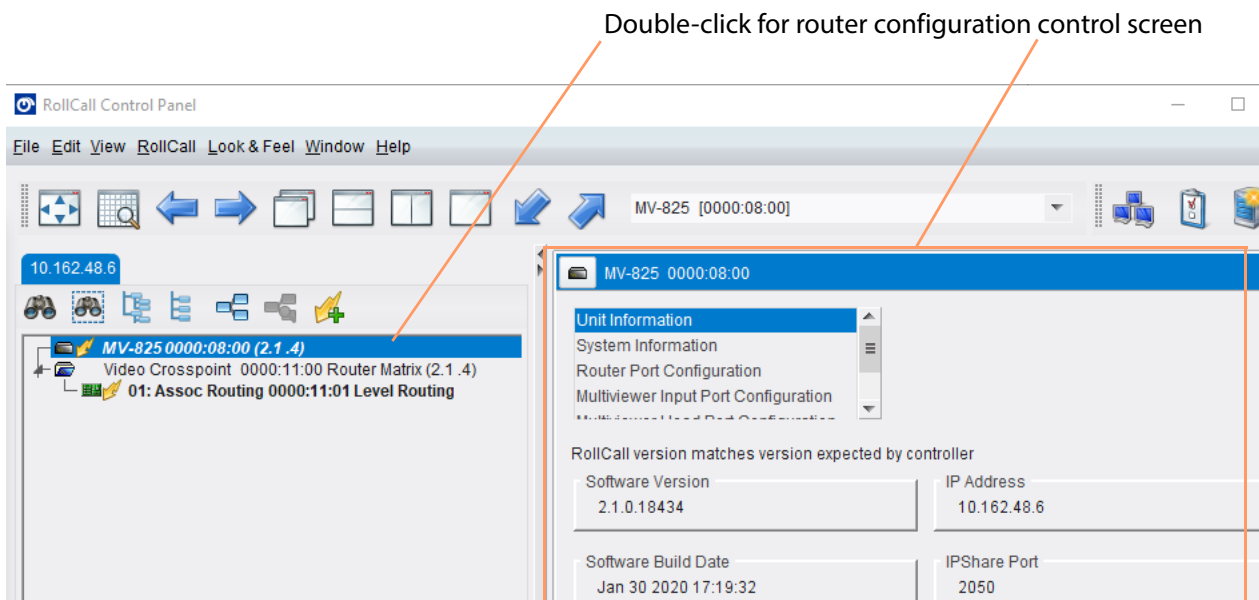 Double-click for router configuration control screen
RollCall Control Panel
File Edit View RollCall Look & Feel Window Help
MV-825 [0000:08:00]
10.162.48.6
MV-825 0000:08:00 (2.1 .4)
Video Crosspoint 0000:11:00 Router Matrix (2.1 .4)
01: Assoc Routing 0000:11:01 Level Routing
MV-825 0000:08:00
Unit Information
System Information
Router Port Configuration
Multiviewer Input Port Configuration
Multiviewer Head Port Configuration
RollCall version matches version expected by controller
Software Version
2.1.0.18434
IP Address
10.162.48.6
Software Build Date
Jan 30 2020 17:19:32
IPShare Port
2050